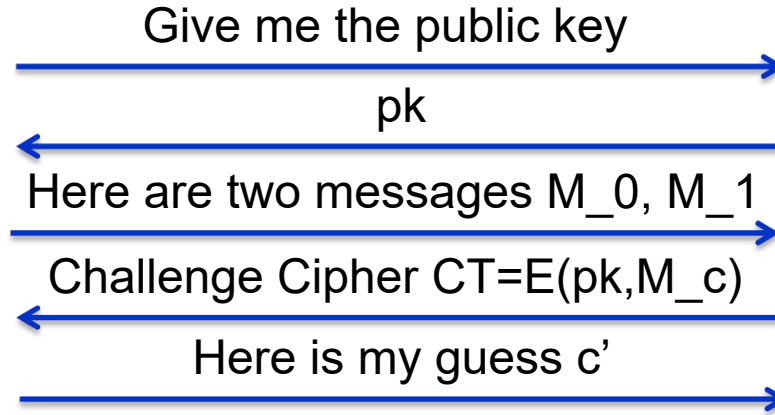 Give me the public key
pk
Here are two messages M_0, M_1
Challenge Cipher CT=E(pk,M_c)
Here is my guess c’